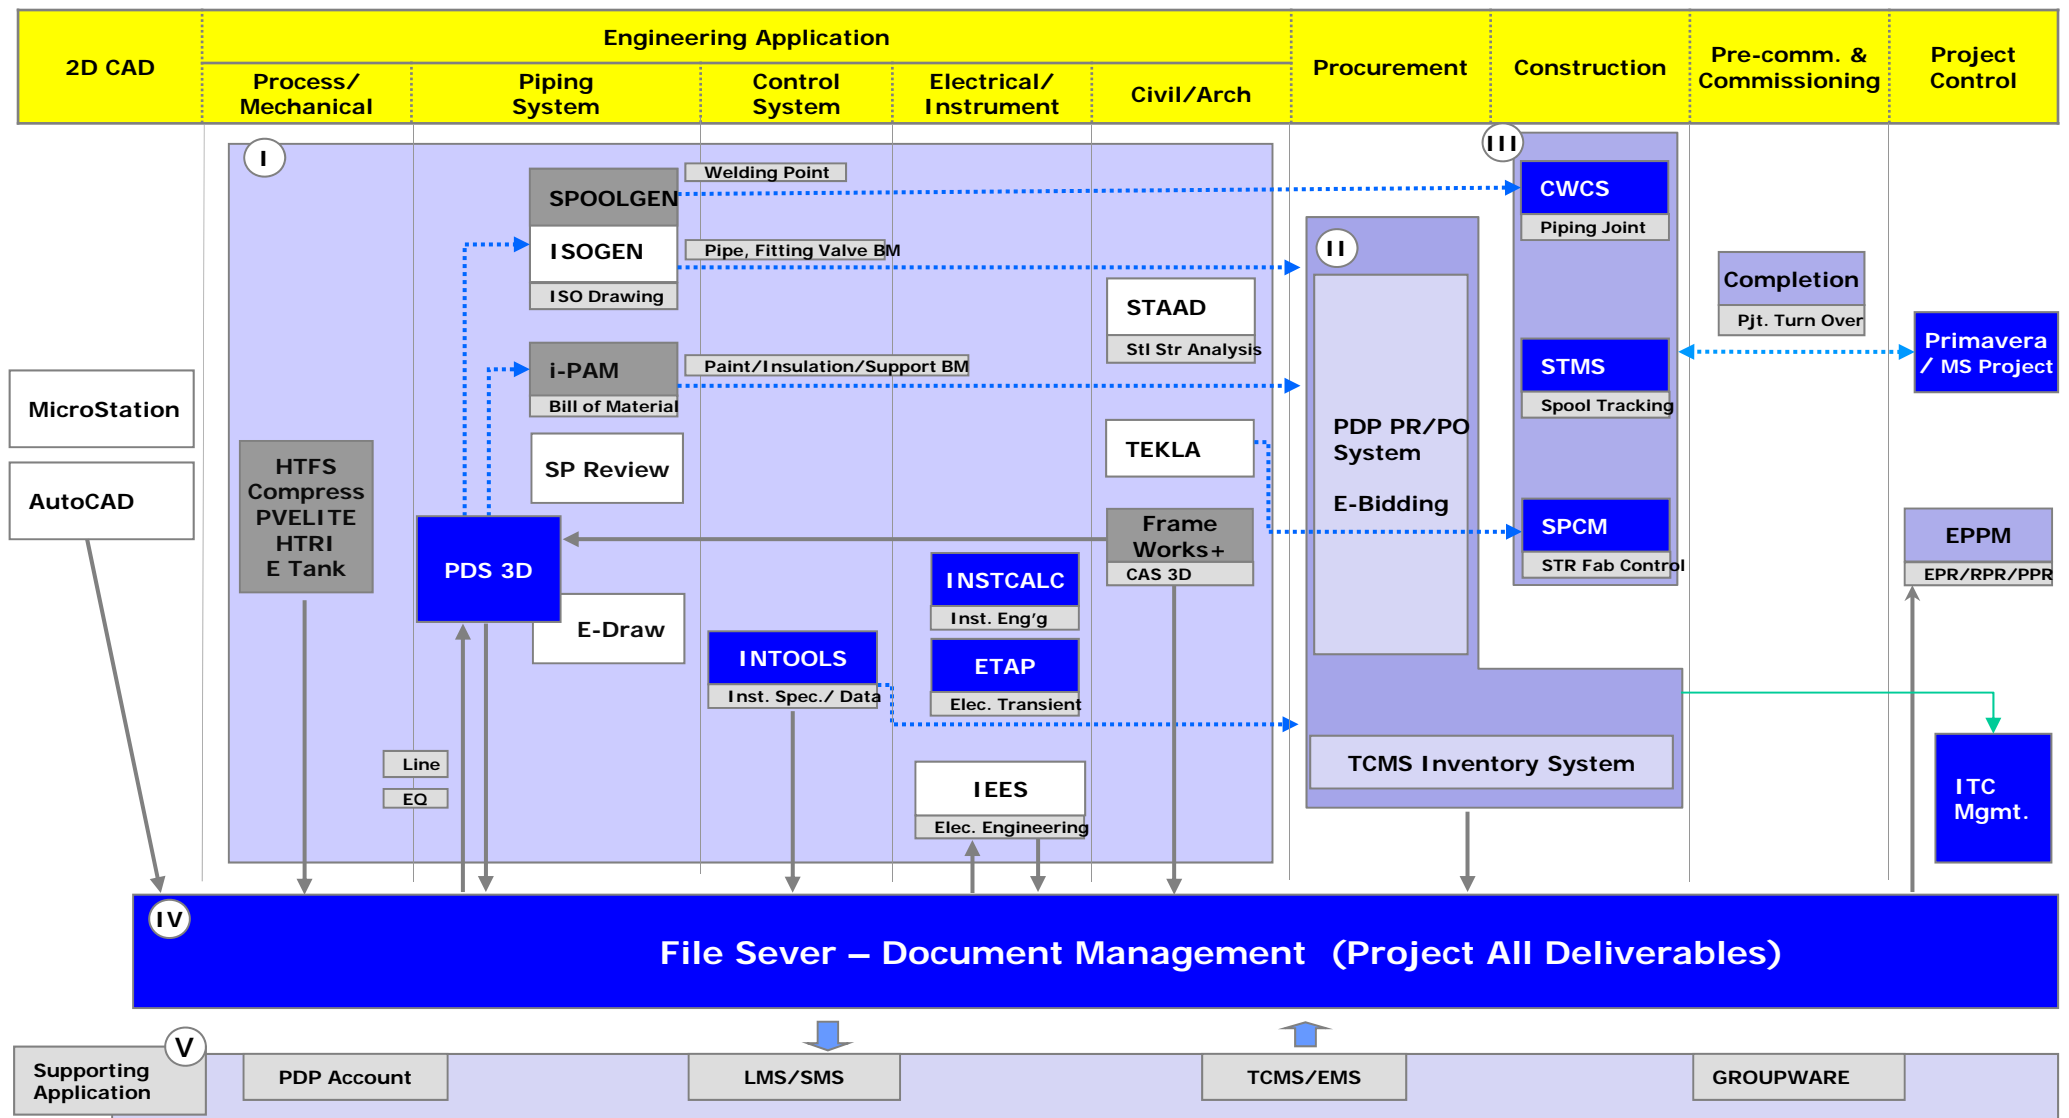 2D CAD
Engineering Application
Process/
Mechanical
Piping
System
Control
System
Electrical/
Instrument
Civil/Arch
Procurement
Construction
Pre-comm. &
Commissioning
Project
Control
I
SPOOLGEN
Welding Point
ISOGEN
Pipe, Fitting Valve BM
ISO Drawing
i-PAM
Paint/Insulation/Support BM
Bill of Material
SP Review
PDS 3D
E-Draw
MicroStation
AutoCAD
HTFS
Compress
PVELITE
HTRI
E Tank
Line
EQ
INTOOLS
Inst. Spec./ Data
INSTCALC
Inst. Eng’g
ETAP
Elec. Transient
IEES
Elec. Engineering
STAAD
Stl Str Analysis
TEKLA
Frame
Works+
CAS 3D
II
PDP PR/PO
System
E-Bidding
TCMS Inventory System
III
CWCS
Piping Joint
STMS
Spool Tracking
SPCM
STR Fab Control
Completion
Pjt. Turn Over
Primavera
/ MS Project
EPPM
EPR/RPR/PPR
ITC
Mgmt.
IV
File Sever – Document Management (Project All Deliverables)
V
Supporting
Application
PDP Account
LMS/SMS
TCMS/EMS
GROUPWARE